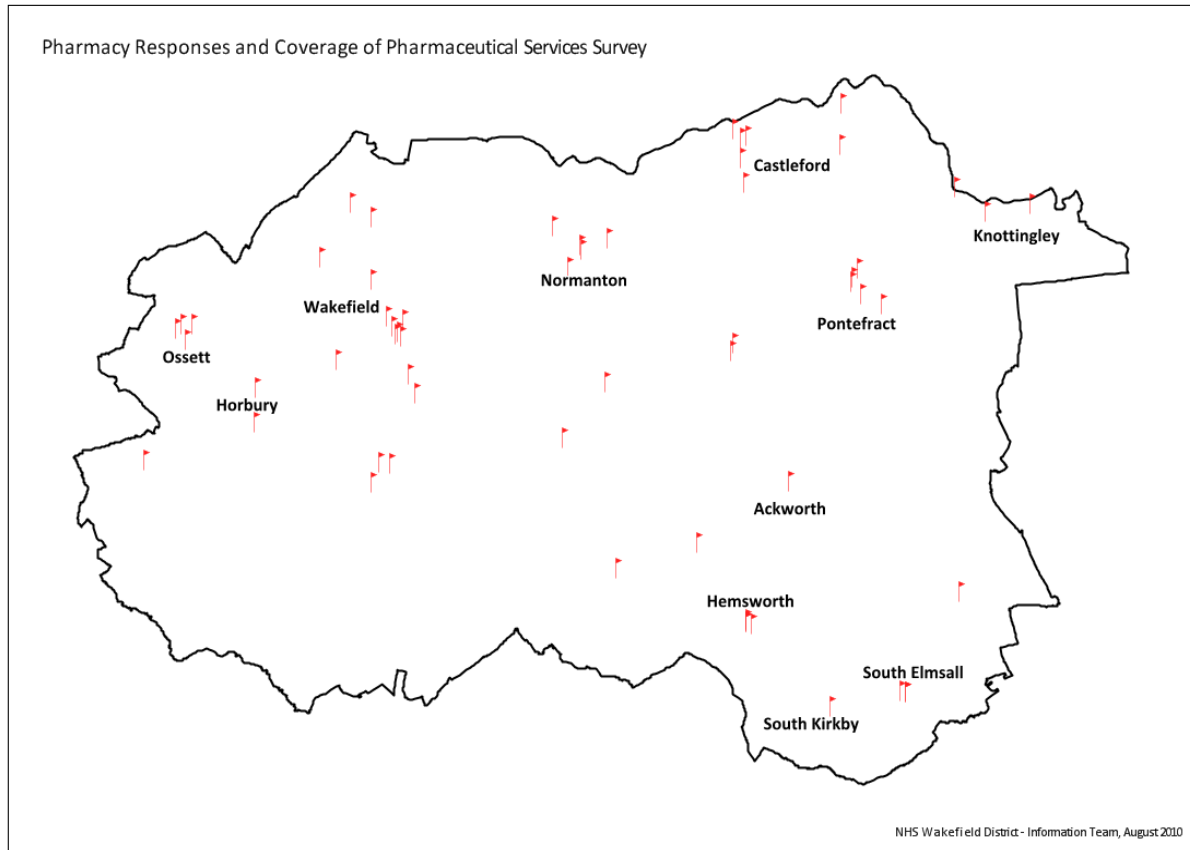 Pharmacy Responses and Coverage of Pharmaceutical Services Survey
Castleford
Knottingley
Normanton
Wakefield
Pontefract
Ossett
Horbury
Ackworth
Hemsworth
South Elmsall
South Kirkby
NHS Wakefield District - Information Team, August 2010